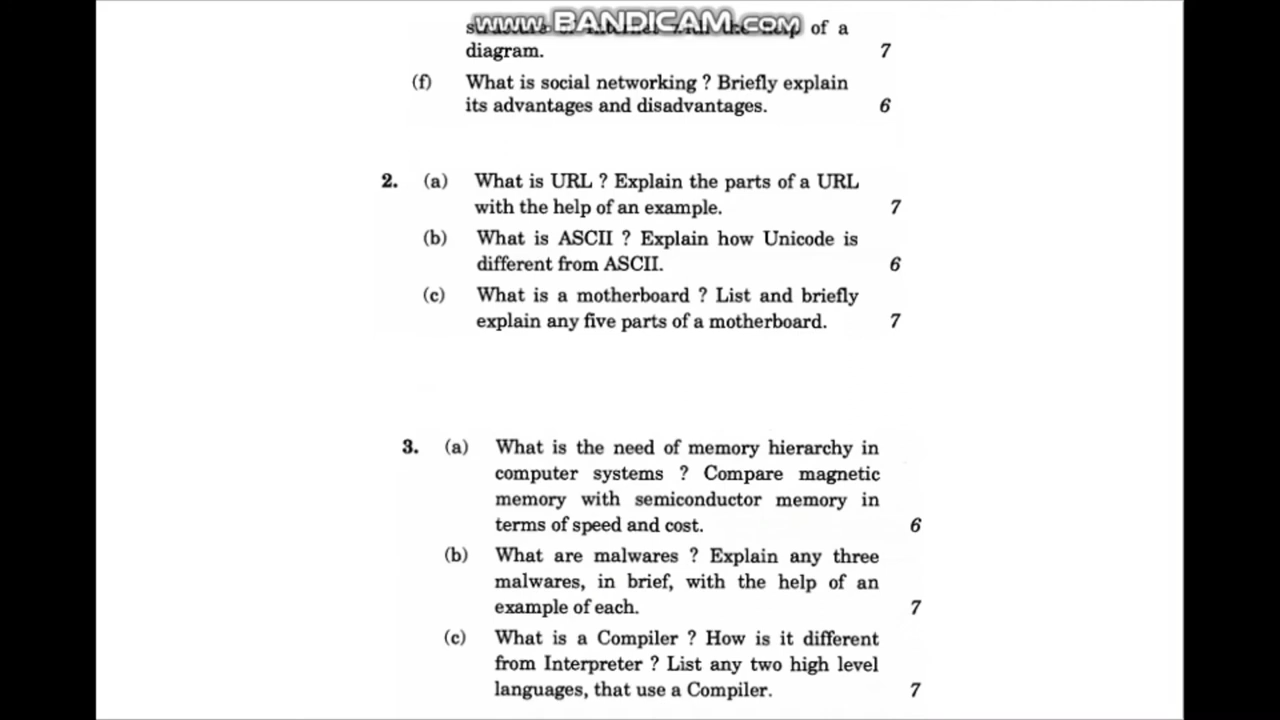 www.BANDICAM.com
structure of Internet with the help of a
diagram. 7
(f) What is social networking ? Briefly explain
its advantages and disadvantages. 6
2. (a) What is URL ? Explain the parts of a URL
with the help of an example. 7
(b) What is ASCII ? Explain how Unicode is
different from ASCII. 6
(c) What is a motherboard ? List and briefly
explain any five parts of a motherboard. 7
3. (a) What is the need of memory hierarchy in
computer systems ? Compare magnetic
memory with semiconductor memory in
terms of speed and cost. 6
(b) What are malwares ? Explain any three
malwares, in brief, with the help of an
example of each. 7
(c) What is a Compiler ? How is it different
from Interpreter ? List any two high level
languages, that use a Compiler. 7